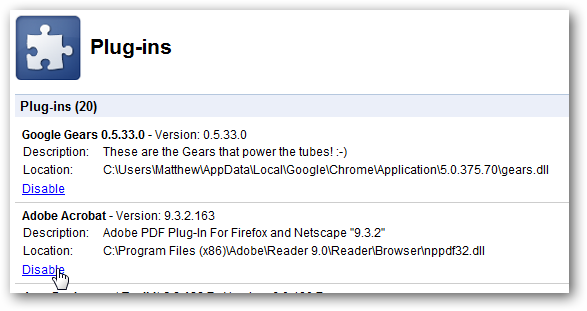 Plug-ins
Plug-ins (20)
Google Gears 0.5.33.0 - Version: 0.5.33.0
Description: These are the Gears that power the tubes! :-)
Location: C:\Users\Matthew\AppData\Local\Google\Chrome\Application\5.0.375.70\gears.dll
Disable
Adobe Acrobat - Version: 9.3.2.163
Description: Adobe PDF Plug-In For Firefox and Netscape "9.3.2"
Location: C:\Program Files (x86)\Adobe\Reader 9.0\Reader\Browser\nppdf32.dll
Disable